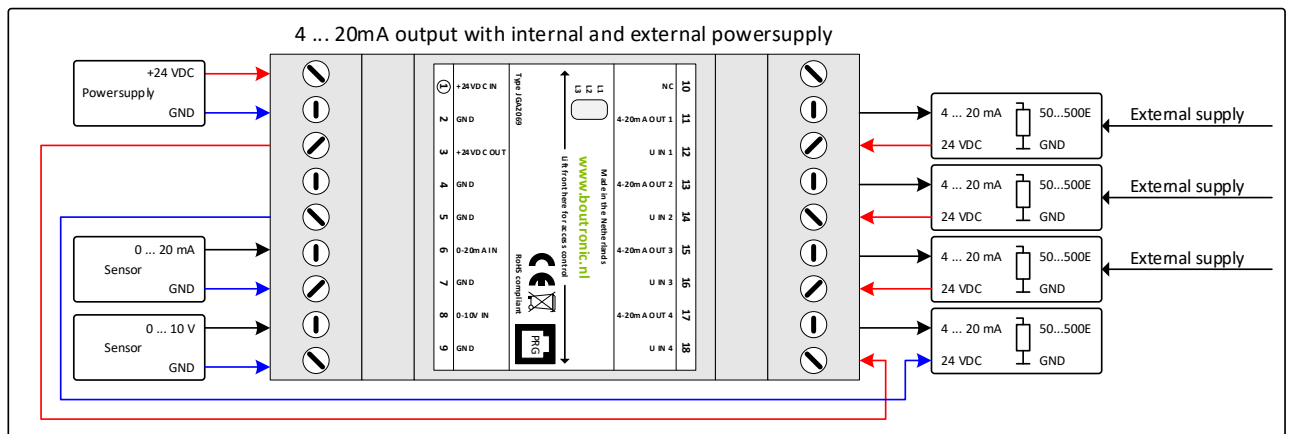 4 ... 20mA output with internal and external powersupply
+24 VDC
Powersupply
GND
0 ... 20 mA
Sensor
GND
0 ... 10 V
Sensor
GND
1 +24VDC IN
2 GND
3 +24VDC OUT
4 GND
5 GND
6 0-20mA IN
7 GND
8 0-10V IN
9 GND
Type JGA2069
RoHS compliant
CE
PRG
L1
L2
L3
Lift front here for access control
www.boutronic.nl
Made in the Netherlands
NC 10
4-20mA OUT 1 11
U IN 1 12
4-20mA OUT 2 13
U IN 2 14
4-20mA OUT 3 15
U IN 3 16
4-20mA OUT 4 17
U IN 4 18
4 ... 20 mA 50...500E
24 VDC GND
External supply
4 ... 20 mA 50...500E
24 VDC GND
External supply
4 ... 20 mA 50...500E
24 VDC GND
External supply
4 ... 20 mA 50...500E
24 VDC GND